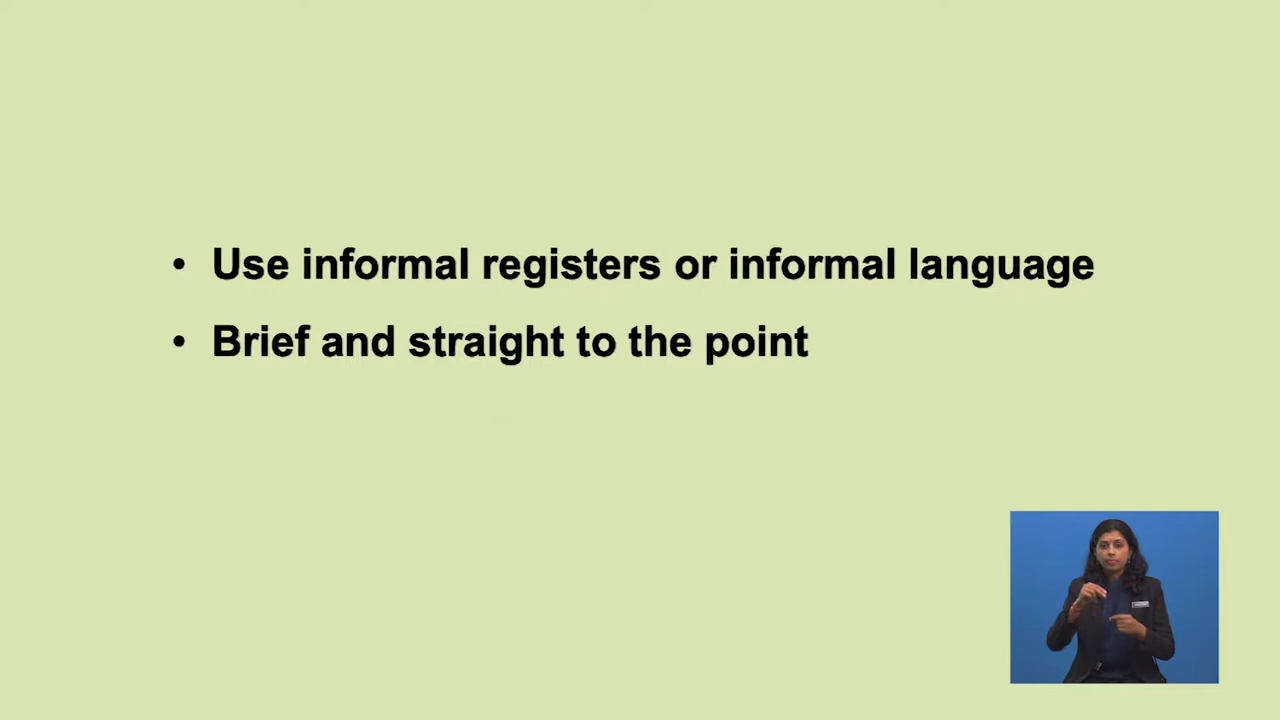 • Use informal registers or informal language
• Brief and straight to the point